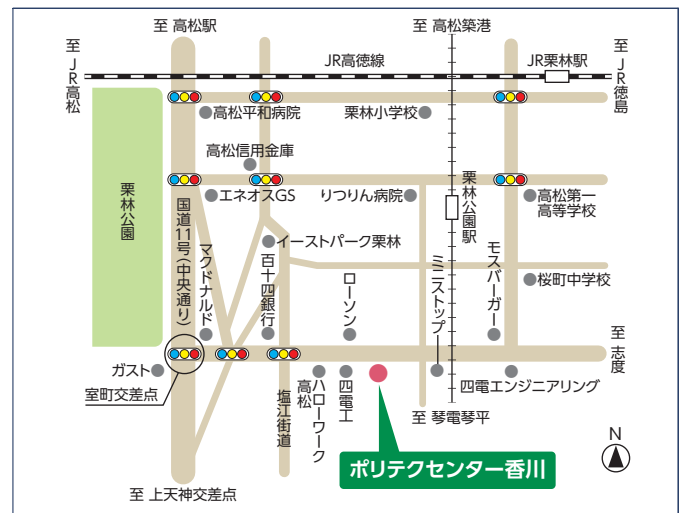 至 高松駅
至 高松築港
至 JR高松
JR高徳線
JR栗林駅
至 JR徳島
高松平和病院
栗林小学校
高松信用金庫
エネオスGS
りつりん病院
高松第一
高等学校
栗林公園
国道11号(中央通り)
マクドナルド
イーストパーク栗林
百十四銀行
ローソン
栗林公園駅
ミニストップ
モスバーガー
桜町中学校
至 志度
ガスト
室町交差点
塩江街道
ハローワーク
高松
四電工
四電エンジニアリング
至 琴電琴平
ポリテクセンター香川
N
至 上天神交差点